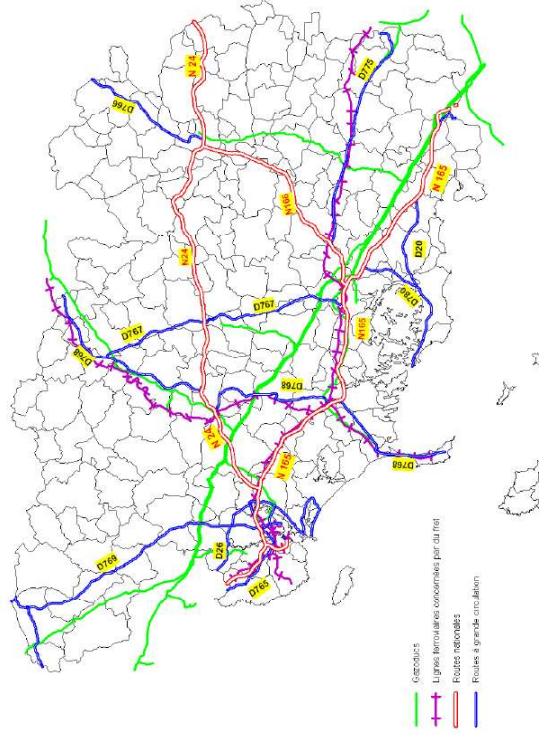 D766
N 24
D775
N166
N 165
N24
D20
D780
D767
D767
N165
D768
D768
N 24
N 165
D768
D769
D26
D765
Gazoducs
Lignes ferroviaires concernées par du fret
Routes nationales
Routes à grande circulation